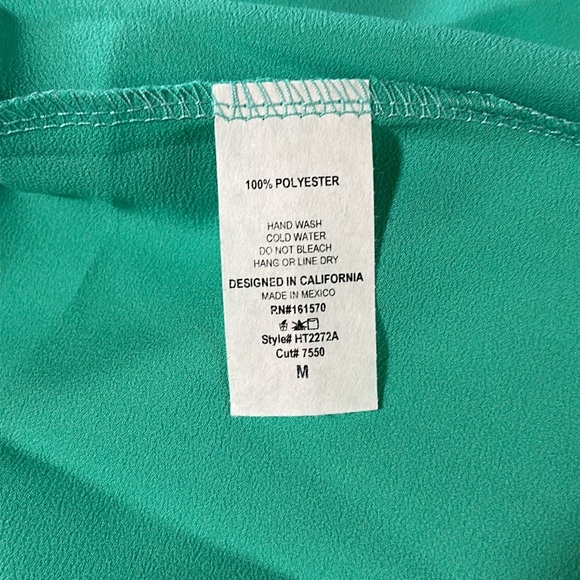 100% POLYESTER
HAND WASH
COLD WATER
DO NOT BLEACH
HANG OR LINE DRY
DESIGNED IN CALIFORNIA
MADE IN MEXICO
RN#161570
Style# HT2272A
Cut# 7550
M